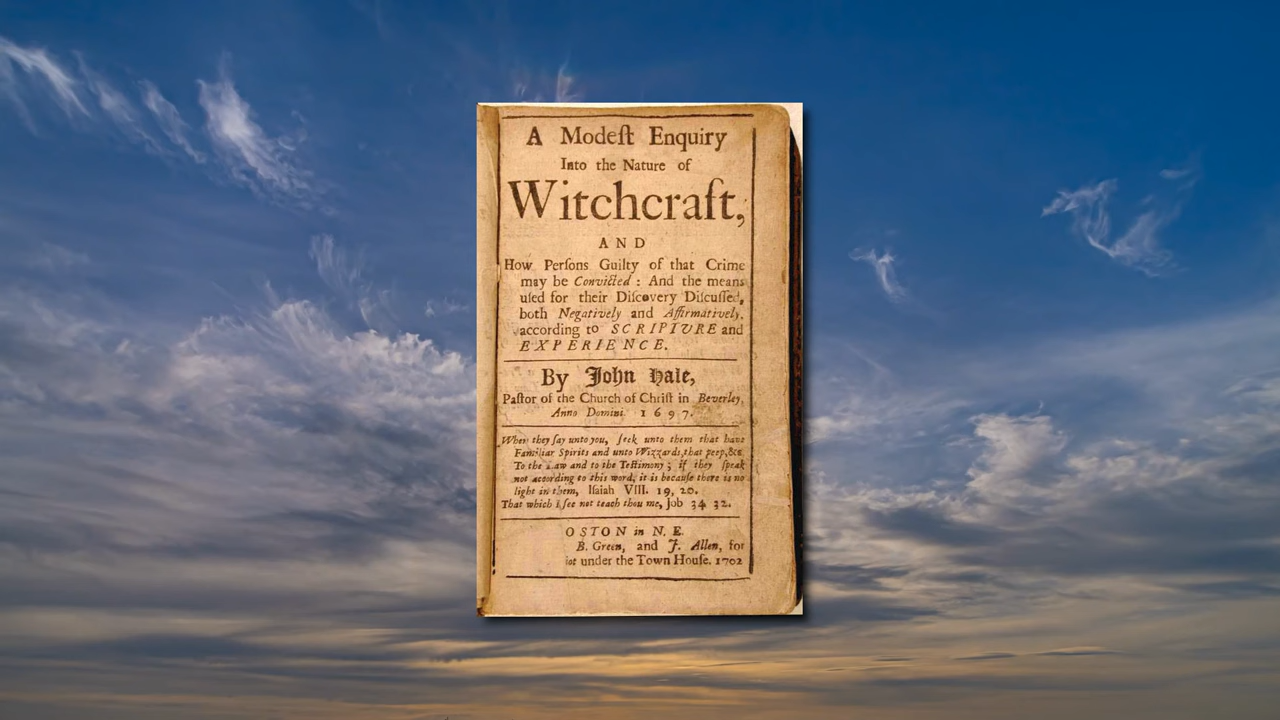 A Modeſt Enquiry
Into the Nature of
Witchcraft,
AND
How Perſons Guilty of that Crime
may be Convicted : And the means
uſed for their Diſcovery Diſcuſſed,
both Negatively and Affirmatively,
according to SCRIPTURE and
EXPERIENCE.
By John Hale,
Paſtor of the Church of Chriſt in Beverley,
Anno Domini 1697.
When they ſay unto you, ſeek unto them that have
Familiar Spirits and unto Wizzards, that peep, &c.
To the Law and to the Teſtimony ; if they ſpeak
not according to this word, it is becauſe there is no
light in them, Iſaiah VIII. 19, 20.
That which I ſee not teach thou me, Job 34 32.
OSTON in N. E.
B. Green, and J. Allen, for
under the Town Houſe. 1702